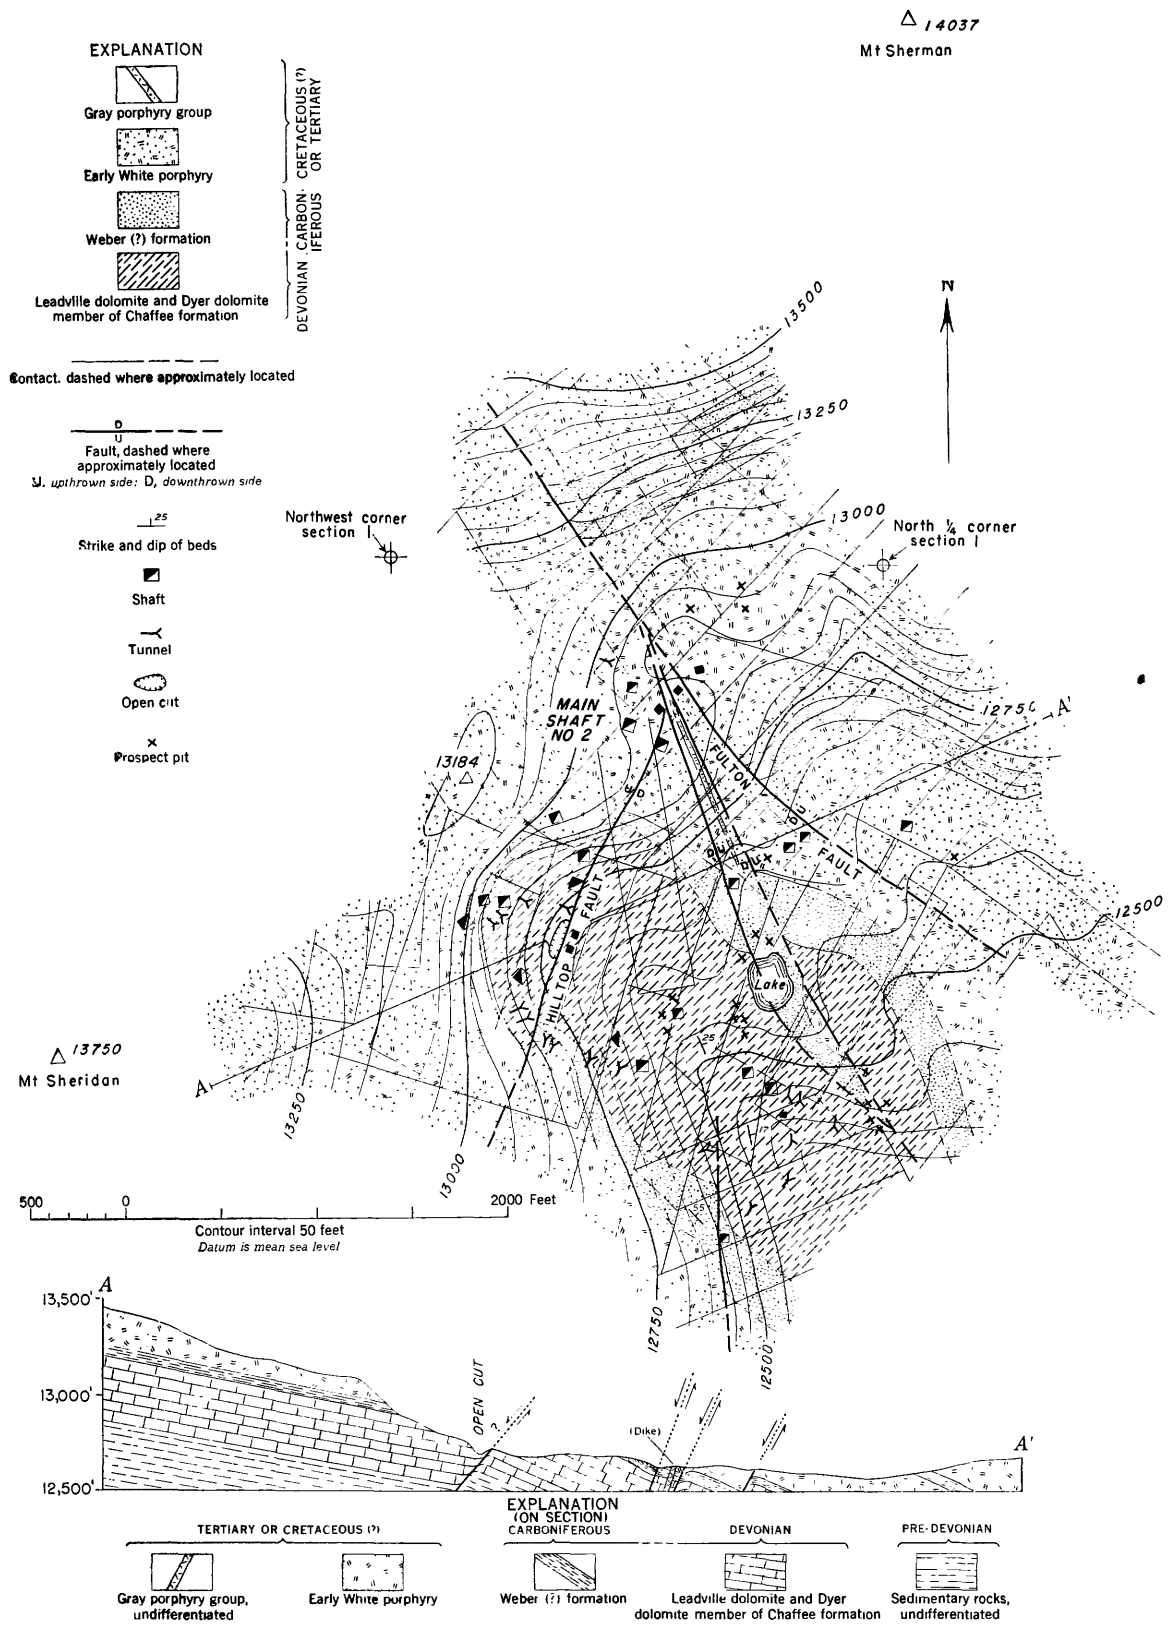 14037
Mt Sherman
EXPLANATION
Gray porphyry group
Early White porphyry
CRETACEOUS (?)
OR TERTIARY
Weber (?) formation
Leadville dolomite and Dyer dolomite
member of Chaffee formation
DEVONIAN
CARBON-
IFEROUS
Contact. dashed where approximately located
D
U
Fault, dashed where
approximately located
U. upthrown side: D, downthrown side
25
Strike and dip of beds
Shaft
Tunnel
Open cut
Prospect pit
N
13500
13250
13000
Northwest corner
section 1
North ¼ corner
section 1
12750
A'
MAIN
SHAFT
NO 2
13184
FULTON
FAULT
U D
D U
D U
D U
12500
HILLTOP FAULT
Lake
25
55
13750
Mt Sheridan
A
13250
13000
12750
12500
500 0 2000 Feet
Contour interval 50 feet
Datum is mean sea level
A
13,500'
13,000'
12,500'
OPEN CUT
?
(Dike)
A'
EXPLANATION
(ON SECTION)
TERTIARY OR CRETACEOUS (?)
CARBONIFEROUS
DEVONIAN
PRE-DEVONIAN
Gray porphyry group,
undifferentiated
Early White porphyry
Weber (?) formation
Leadville dolomite and Dyer
dolomite member of Chaffee formation
Sedimentary rocks,
undifferentiated